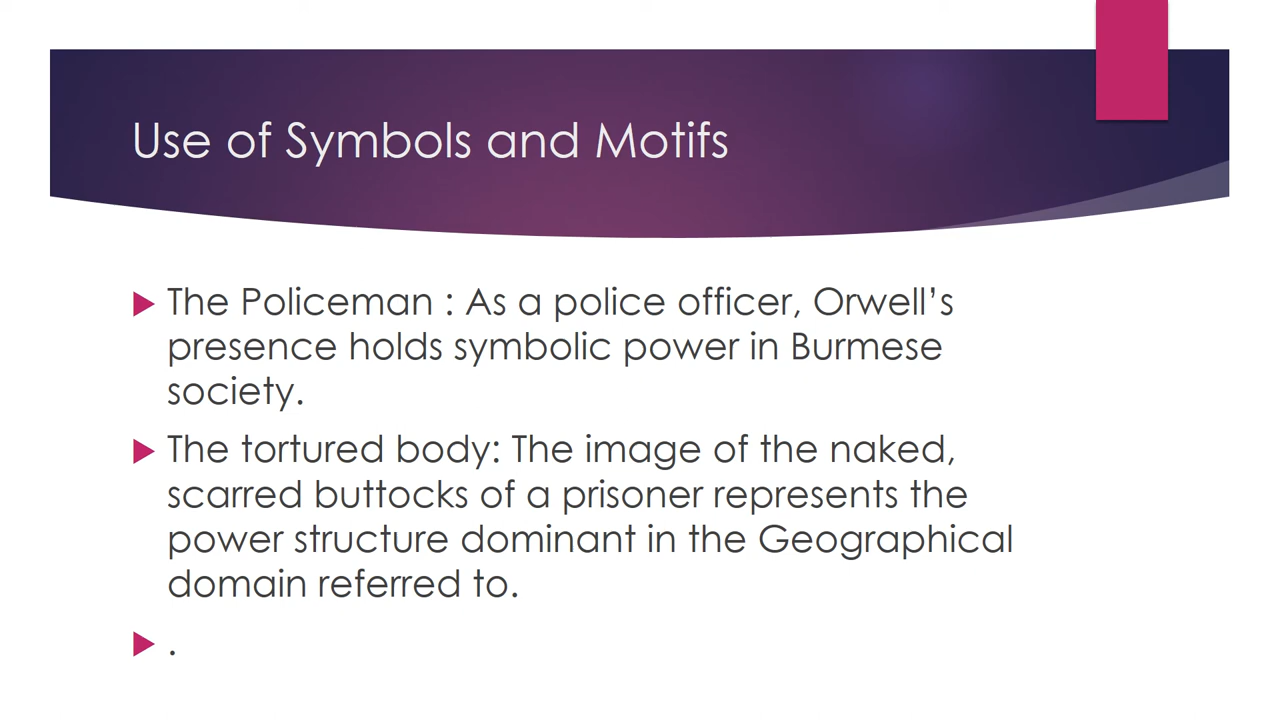 Use of Symbols and Motifs
The Policeman : As a police officer, Orwell’s
presence holds symbolic power in Burmese
society.
The tortured body: The image of the naked,
scarred buttocks of a prisoner represents the
power structure dominant in the Geographical
domain referred to.
.